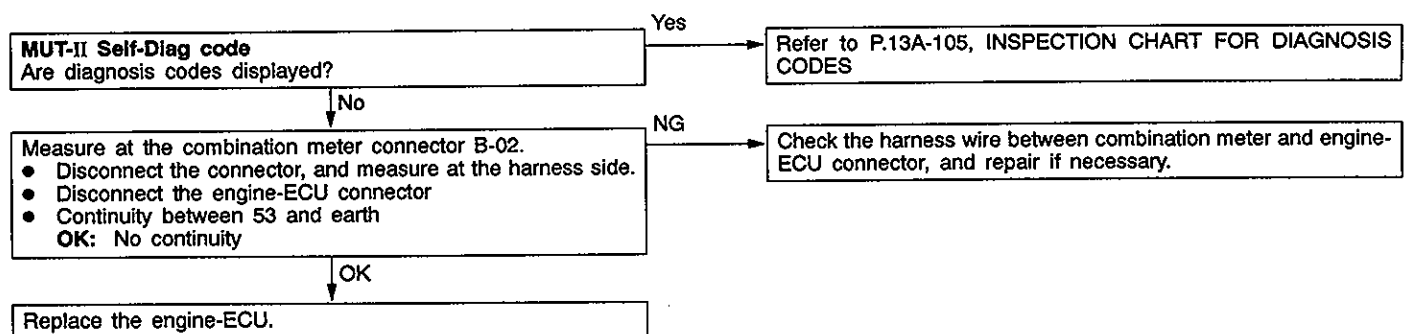 Yes
MUT-II Self-Diag code
Are diagnosis codes displayed?
Refer to P.13A-105, INSPECTION CHART FOR DIAGNOSIS
CODES
No
NG
Measure at the combination meter connector B-02.
● Disconnect the connector, and measure at the harness side.
● Disconnect the engine-ECU connector
● Continuity between 53 and earth
OK: No continuity
Check the harness wire between combination meter and engine-
ECU connector, and repair if necessary.
OK
Replace the engine-ECU.